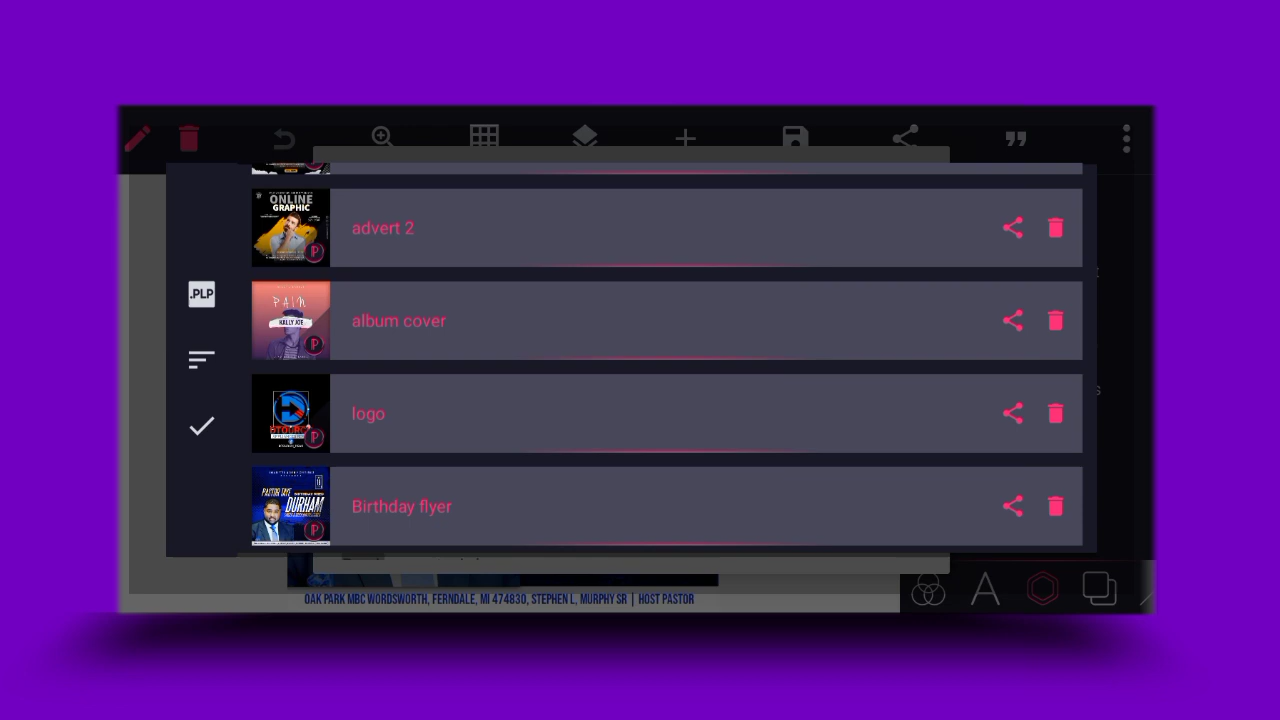 ONLINE
GRAPHIC
advert 2
.PLP
PAIN
KALLY JOE
album cover
logo
PASTOR TAYE
DURHAM
Birthday flyer
OAK PARK MBC WORDSWORTH, FERNDALE, MI 474830, STEPHEN L, MURPHY SR | HOST PASTOR